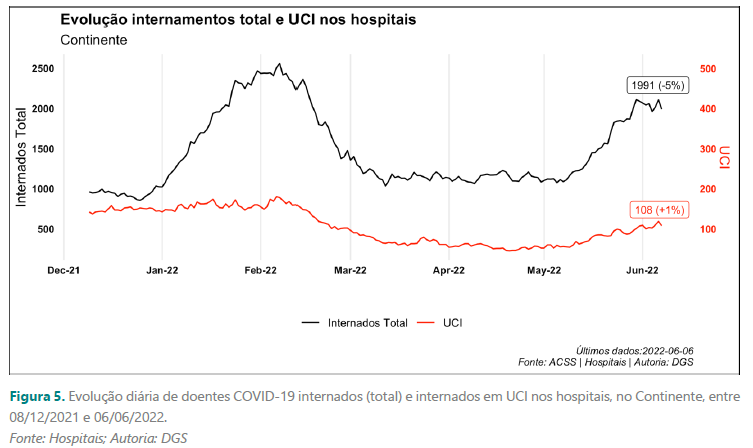 Evolução internamentos total e UCI nos hospitais
Continente
Internados Total
2500
2000
1500
1000
500
500
400
300
200
100
UCI
1991 (-5%)
108 (+1%)
Dec-21 Jan-22 Feb-22 Mar-22 Apr-22 May-22 Jun-22
Internados Total UCI
Últimos dados:2022-06-06
Fonte: ACSS | Hospitais | Autoria: DGS
Figura 5. Evolução diária de doentes COVID-19 internados (total) e internados em UCI nos hospitais, no Continente, entre
08/12/2021 e 06/06/2022.
Fonte: Hospitais; Autoria: DGS